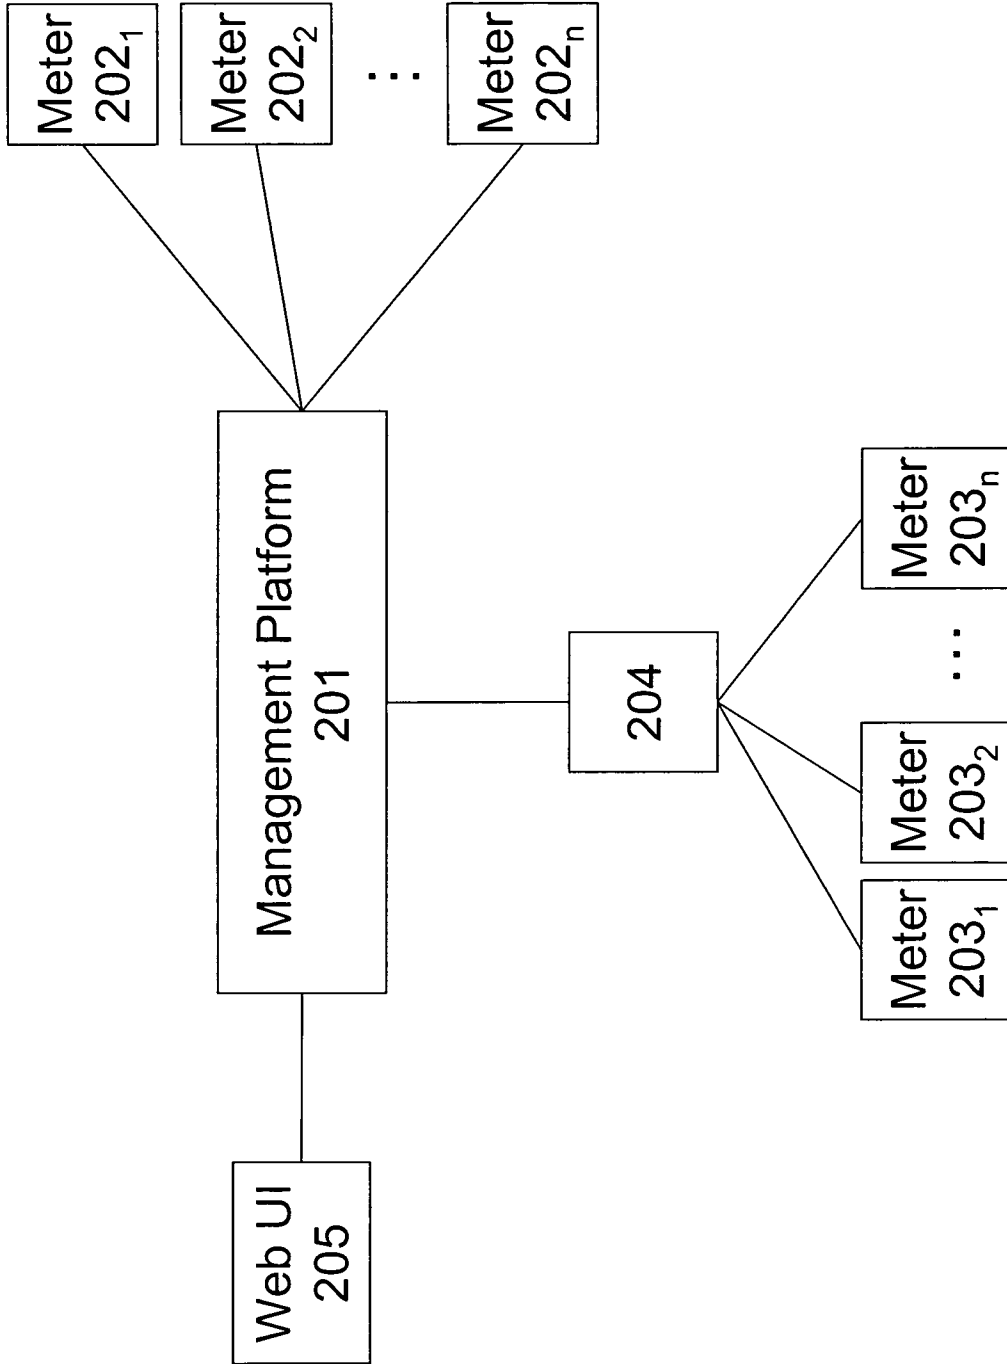 Web UI
205
Management Platform
201
Meter
202₁
Meter
202₂
...
Meter
202ₙ
204
Meter
203₁
Meter
203₂
...
Meter
203ₙ